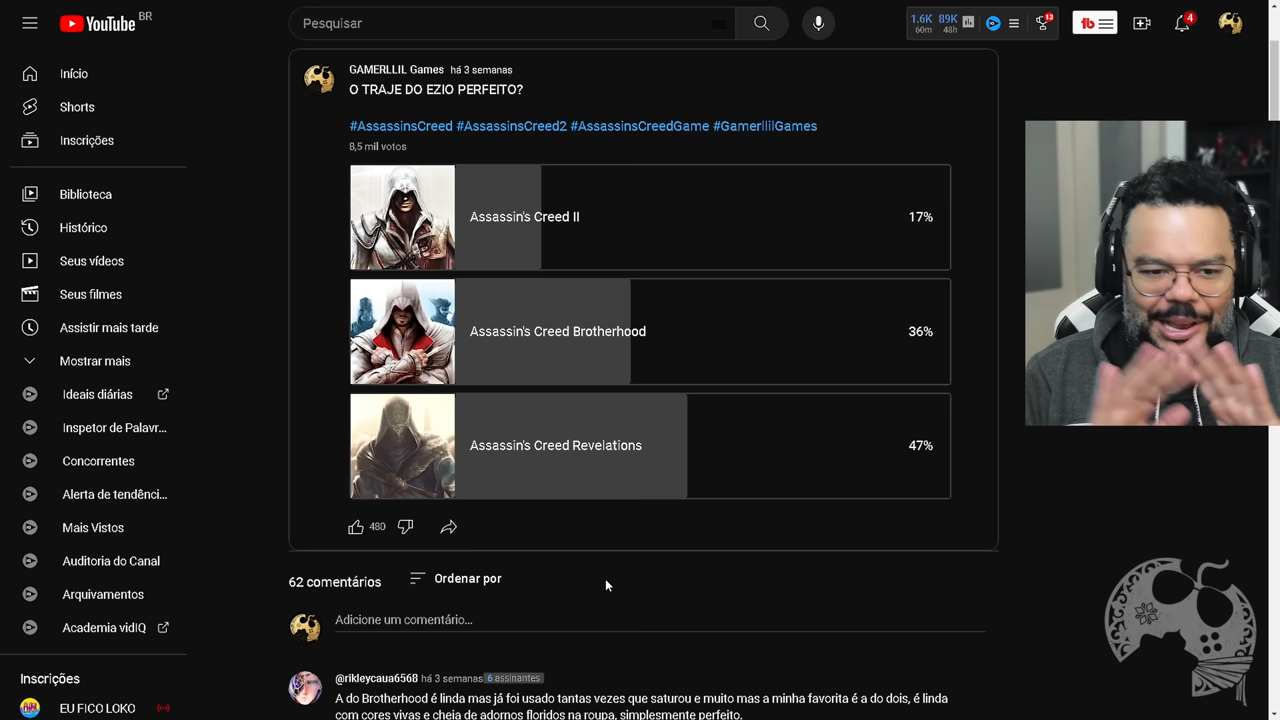 YouTube BR
Pesquisar
1.6K 89K
60m 48h
13
tb
4
Início
Shorts
Inscrições
Biblioteca
Histórico
Seus vídeos
Seus filmes
Assistir mais tarde
Mostrar mais
Ideais diárias
Inspetor de Palavr...
Concorrentes
Alerta de tendênci...
Mais Vistos
Auditoria do Canal
Arquivamentos
Academia vidIQ
Inscrições
EU FICO LOKO
GAMERLLIL Games há 3 semanas
O TRAJE DO EZIO PERFEITO?
#AssassinsCreed #AssassinsCreed2 #AssassinsCreedGame #GamerllilGames
8,5 mil votos
Assassin's Creed II 17%
Assassin's Creed Brotherhood 36%
Assassin's Creed Revelations 47%
480
62 comentários Ordenar por
Adicione um comentário...
@rikleycaua6568 há 3 semanas 6 assinantes
A do Brotherhood é linda mas já foi usado tantas vezes que saturou e muito mas a minha favorita é a do dois, é linda
com cores vivas e cheia de adornos floridos na roupa, simplesmente perfeito.